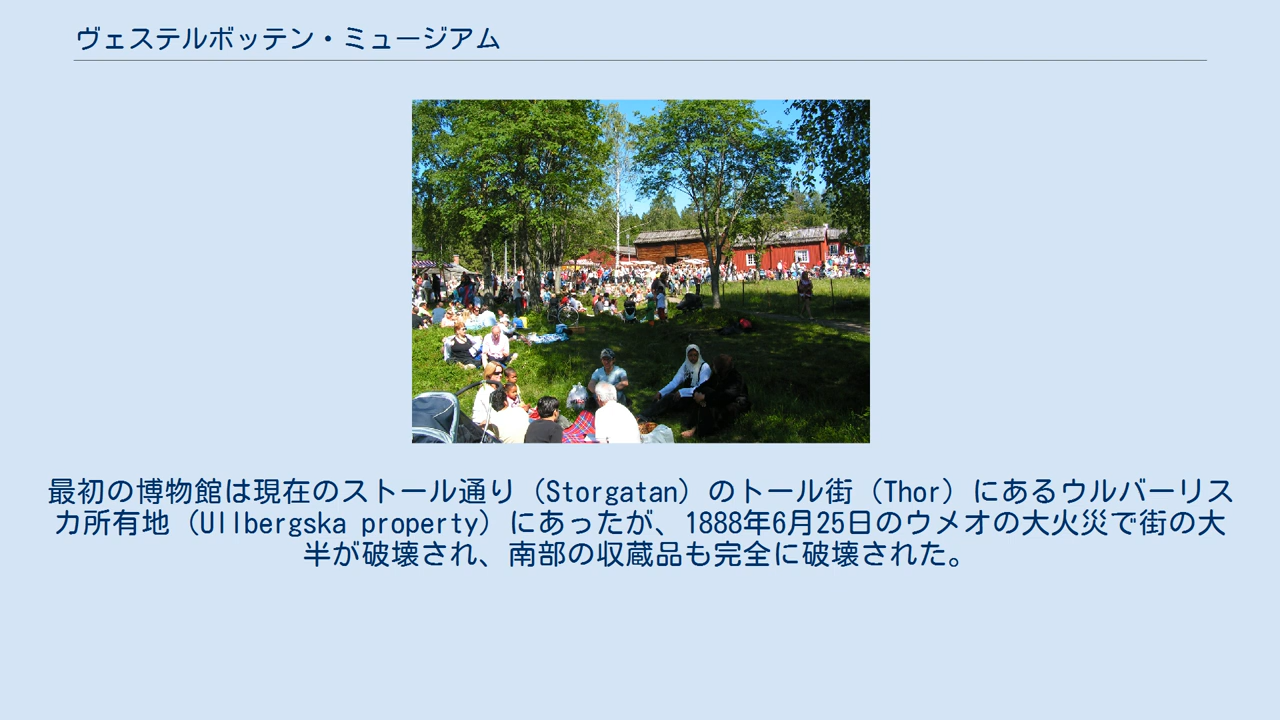 ヴェステルボッテン・ミュージアム
最初の博物館は現在のストール通り（Storgatan）のトール街（Thor）にあるウルバーリス
カ所有地（Ullbergska property）にあったが、1888年6月25日のウメオの大火災で街の大
半が破壊され、南部の収蔵品も完全に破壊された。